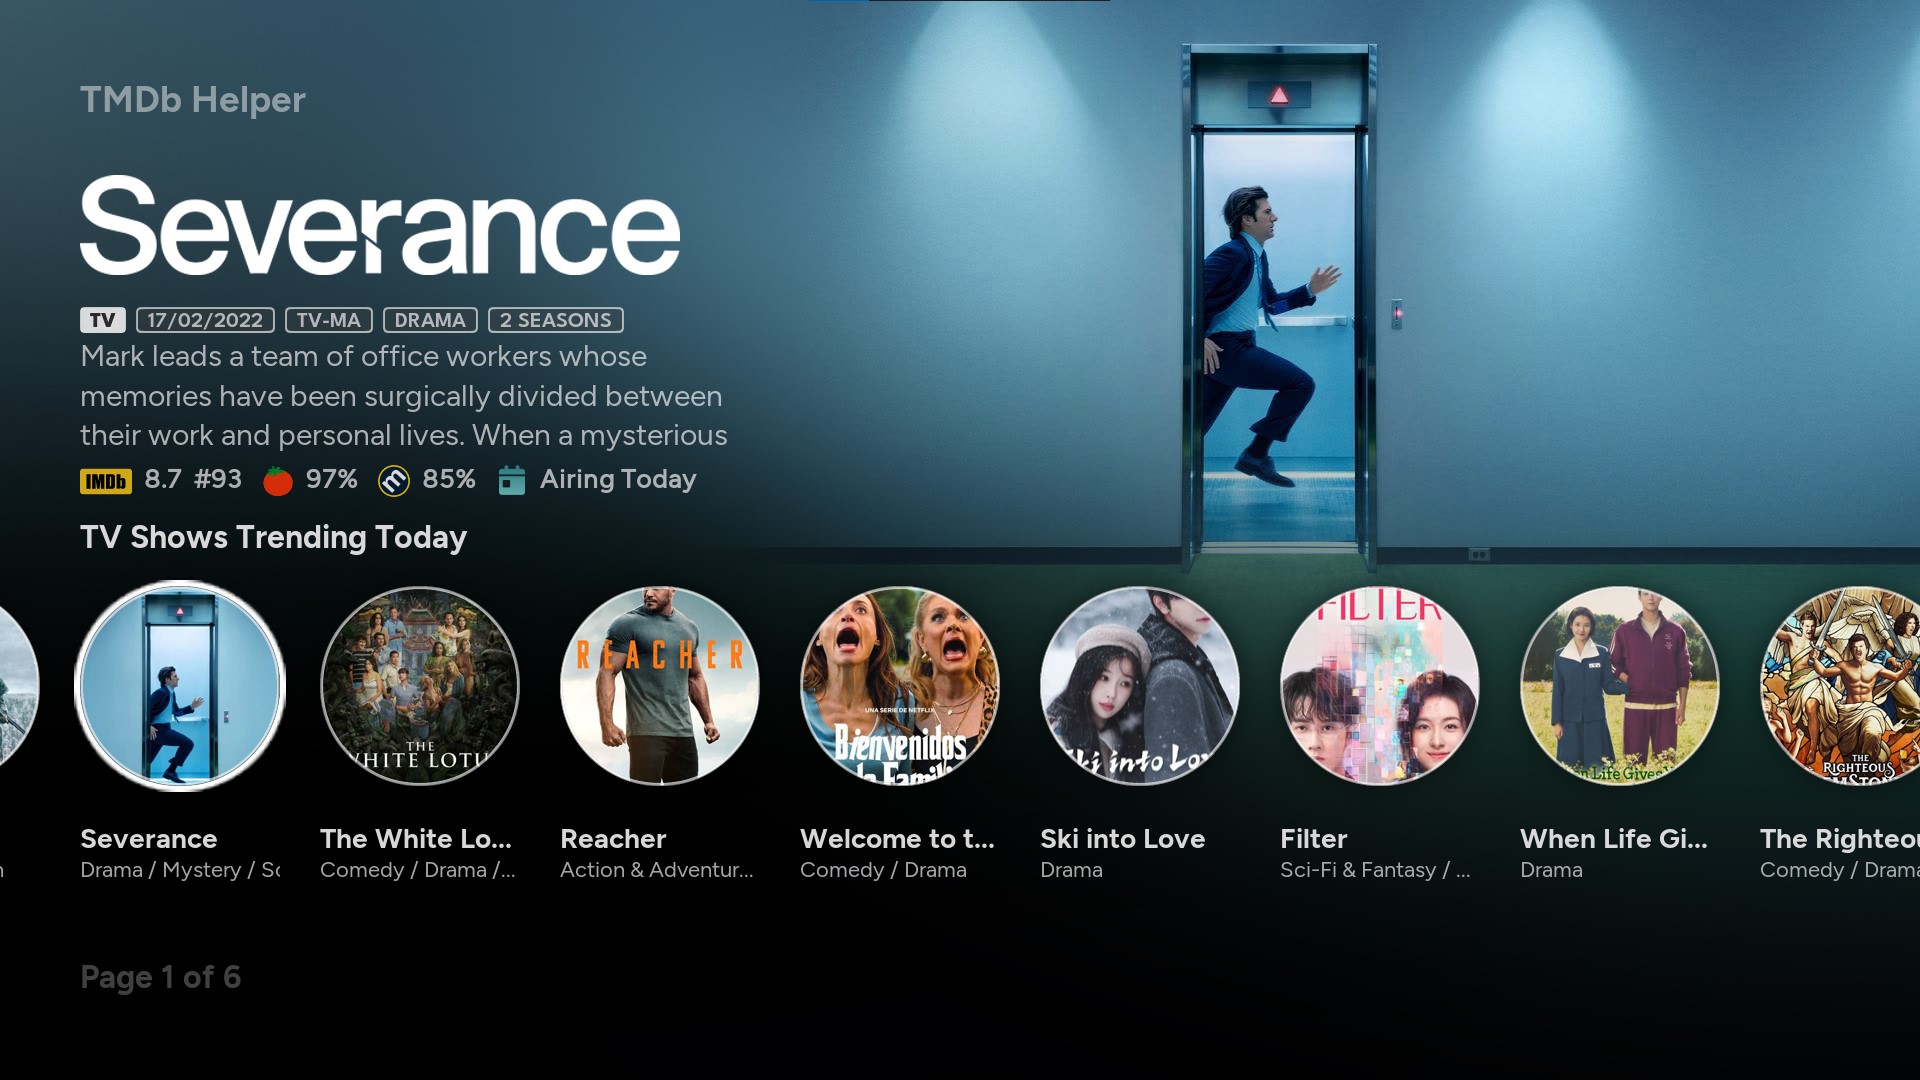 TMDb Helper
Severance
TV 17/02/2022 TV-MA DRAMA 2 SEASONS
Mark leads a team of office workers whose
memories have been surgically divided between
their work and personal lives. When a mysterious
IMDb 8.7 #93 97% m 85% Airing Today
TV Shows Trending Today
THE
WHITE LOTU
REACHER
UNA SERIE DE NETFLIX
Bienvenidos
la Famili
Ski into Lov
FILTER
en Life Gives
THE
RIGHTEOUS
EMSTON
Severance
The White Lo...
Reacher
Welcome to t...
Ski into Love
Filter
When Life Gi...
The Righteou
Drama / Mystery / Sc
Comedy / Drama /...
Action & Adventur...
Comedy / Drama
Drama
Sci-Fi & Fantasy / ...
Drama
Comedy / Drama
Page 1 of 6